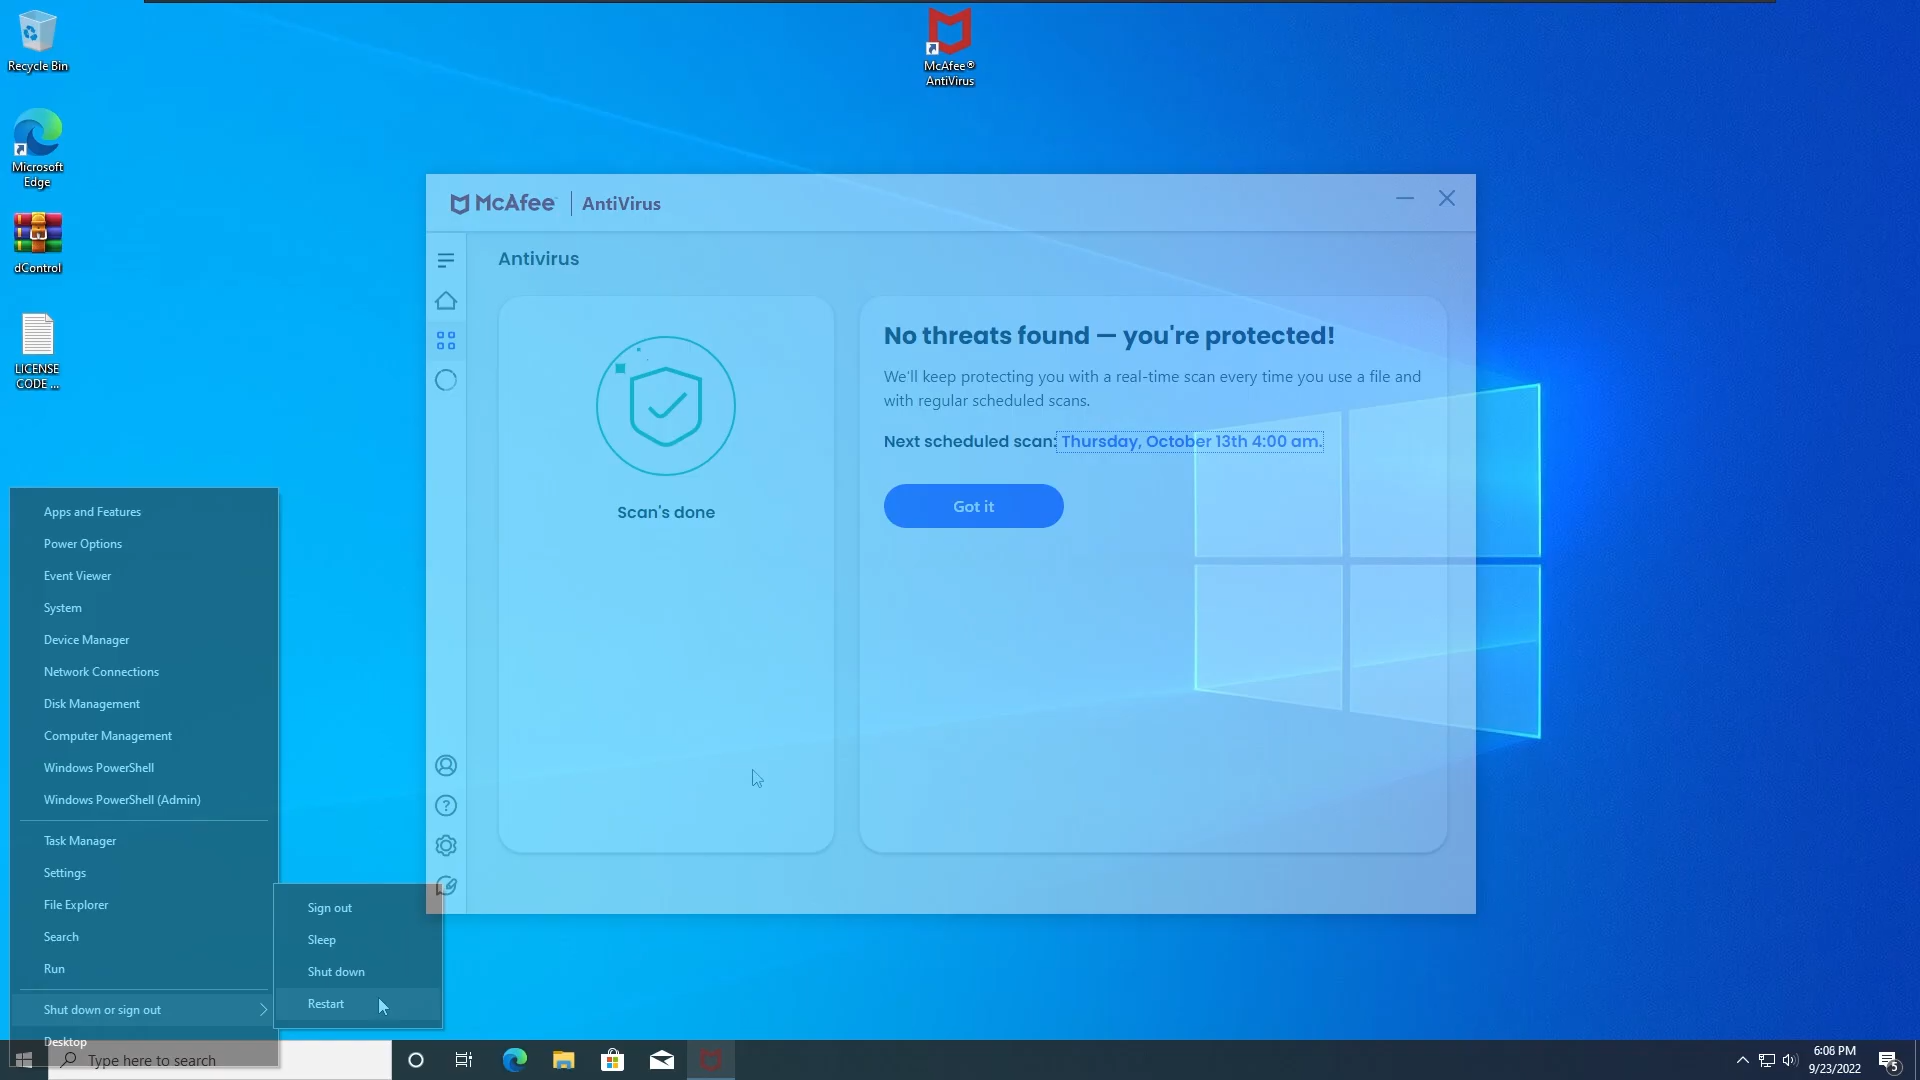 Recycle Bin
Microsoft
Edge
dControl
LICENSE
CODE ...
McAfee®
AntiVirus
McAfee
AntiVirus
Antivirus
Scan's done
No threats found — you're protected!
We'll keep protecting you with a real-time scan every time you use a file and
with regular scheduled scans.
Next scheduled scan: Thursday, October 13th 4:00 am.
Got it
Apps and Features
Power Options
Event Viewer
System
Device Manager
Network Connections
Disk Management
Computer Management
Windows PowerShell
Windows PowerShell (Admin)
Task Manager
Settings
File Explorer
Search
Run
Shut down or sign out
Desktop
Sign out
Sleep
Shut down
Restart
Type here to search
6:08 PM
9/23/2022
5